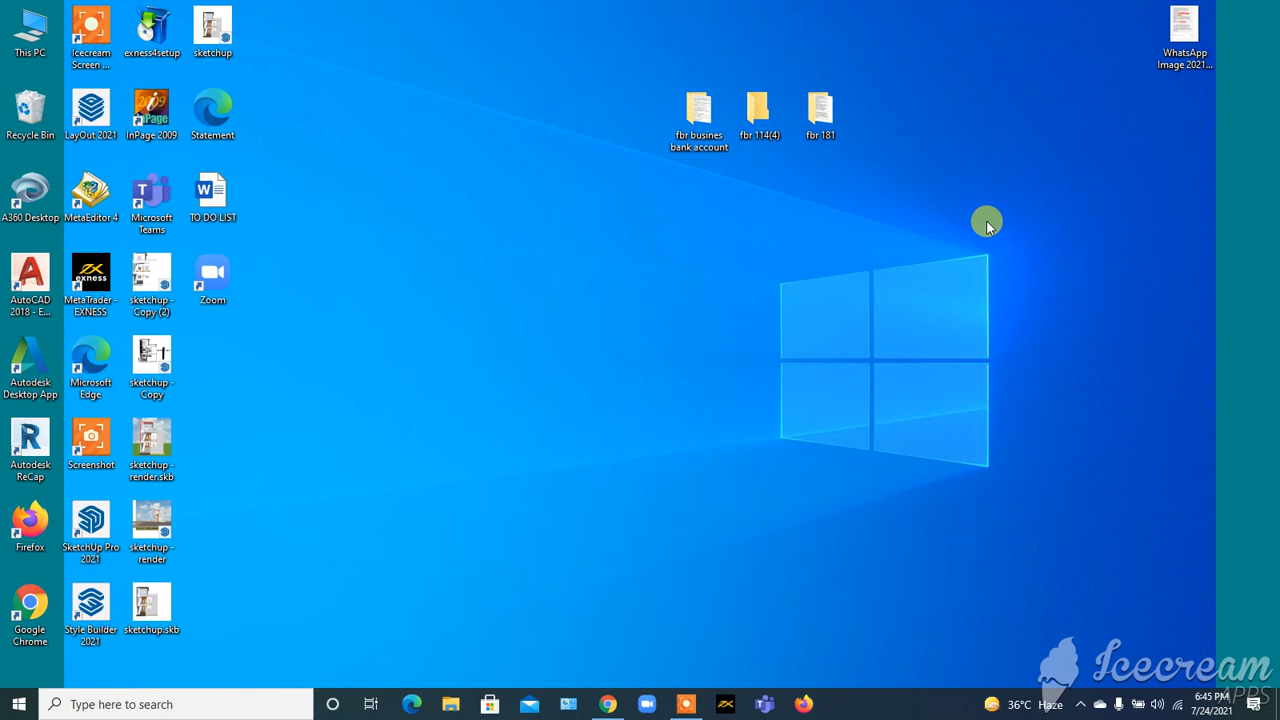 This PC
Icecream
Screen ...
exness4setup
sketchup
WhatsApp
Image 2021...
Recycle Bin
LayOut 2021
2009
InPage
InPage 2009
Statement
fbr busines
bank account
fbr 114(4)
fbr 181
A360 Desktop
MetaEditor 4
Microsoft
Teams
TO DO LIST
AutoCAD
2018 - E...
exness
MetaTrader -
EXNESS
sketchup -
Copy (2)
Zoom
Autodesk
Desktop App
Microsoft
Edge
sketchup -
Copy
Autodesk
ReCap
Screenshot
sketchup -
render.skb
Firefox
SketchUp Pro
2021
sketchup -
render
Google
Chrome
Style Builder
2021
sketchup.skb
Icecream
APPS
Type here to search
36°C Haze
6:45 PM
7/24/2021